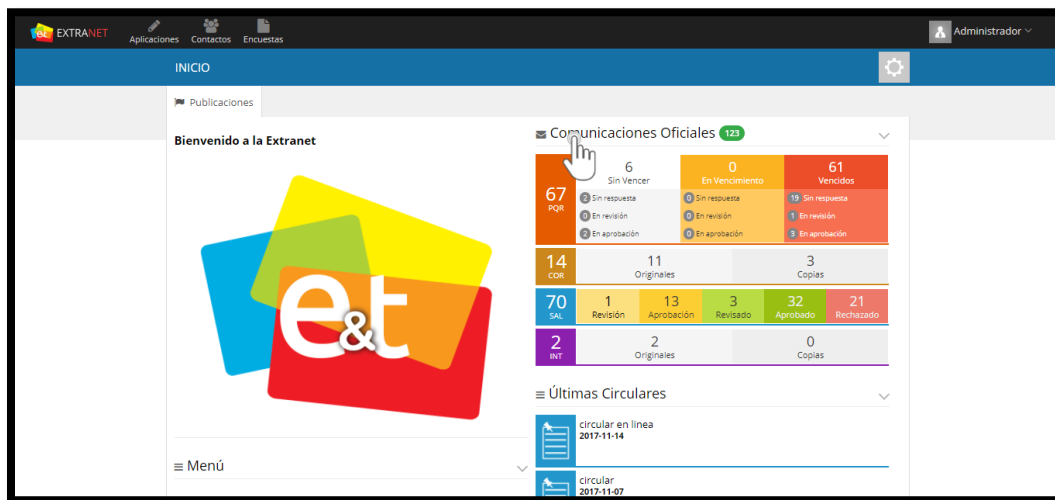 e&t EXTRANET
Aplicaciones Contactos Encuestas
Administrador
INICIO
Publicaciones
Bienvenido a la Extranet
e&t
Menú
Comunicaciones Oficiales 123
67 PQR
6 Sin Vencer
2 Sin respuesta
0 En revisión
2 En aprobación
0 En Vencimiento
0 Sin respuesta
0 En revisión
0 En aprobación
61 Vencidos
19 Sin respuesta
1 En revisión
3 En aprobación
14 COR
11 Originales
3 Copias
70 SAL
1 Revisión
13 Aprobación
3 Revisado
32 Aprobado
21 Rechazado
2 INT
2 Originales
0 Copias
Últimas Circulares
circular en linea
2017-11-14
circular
2017-11-07